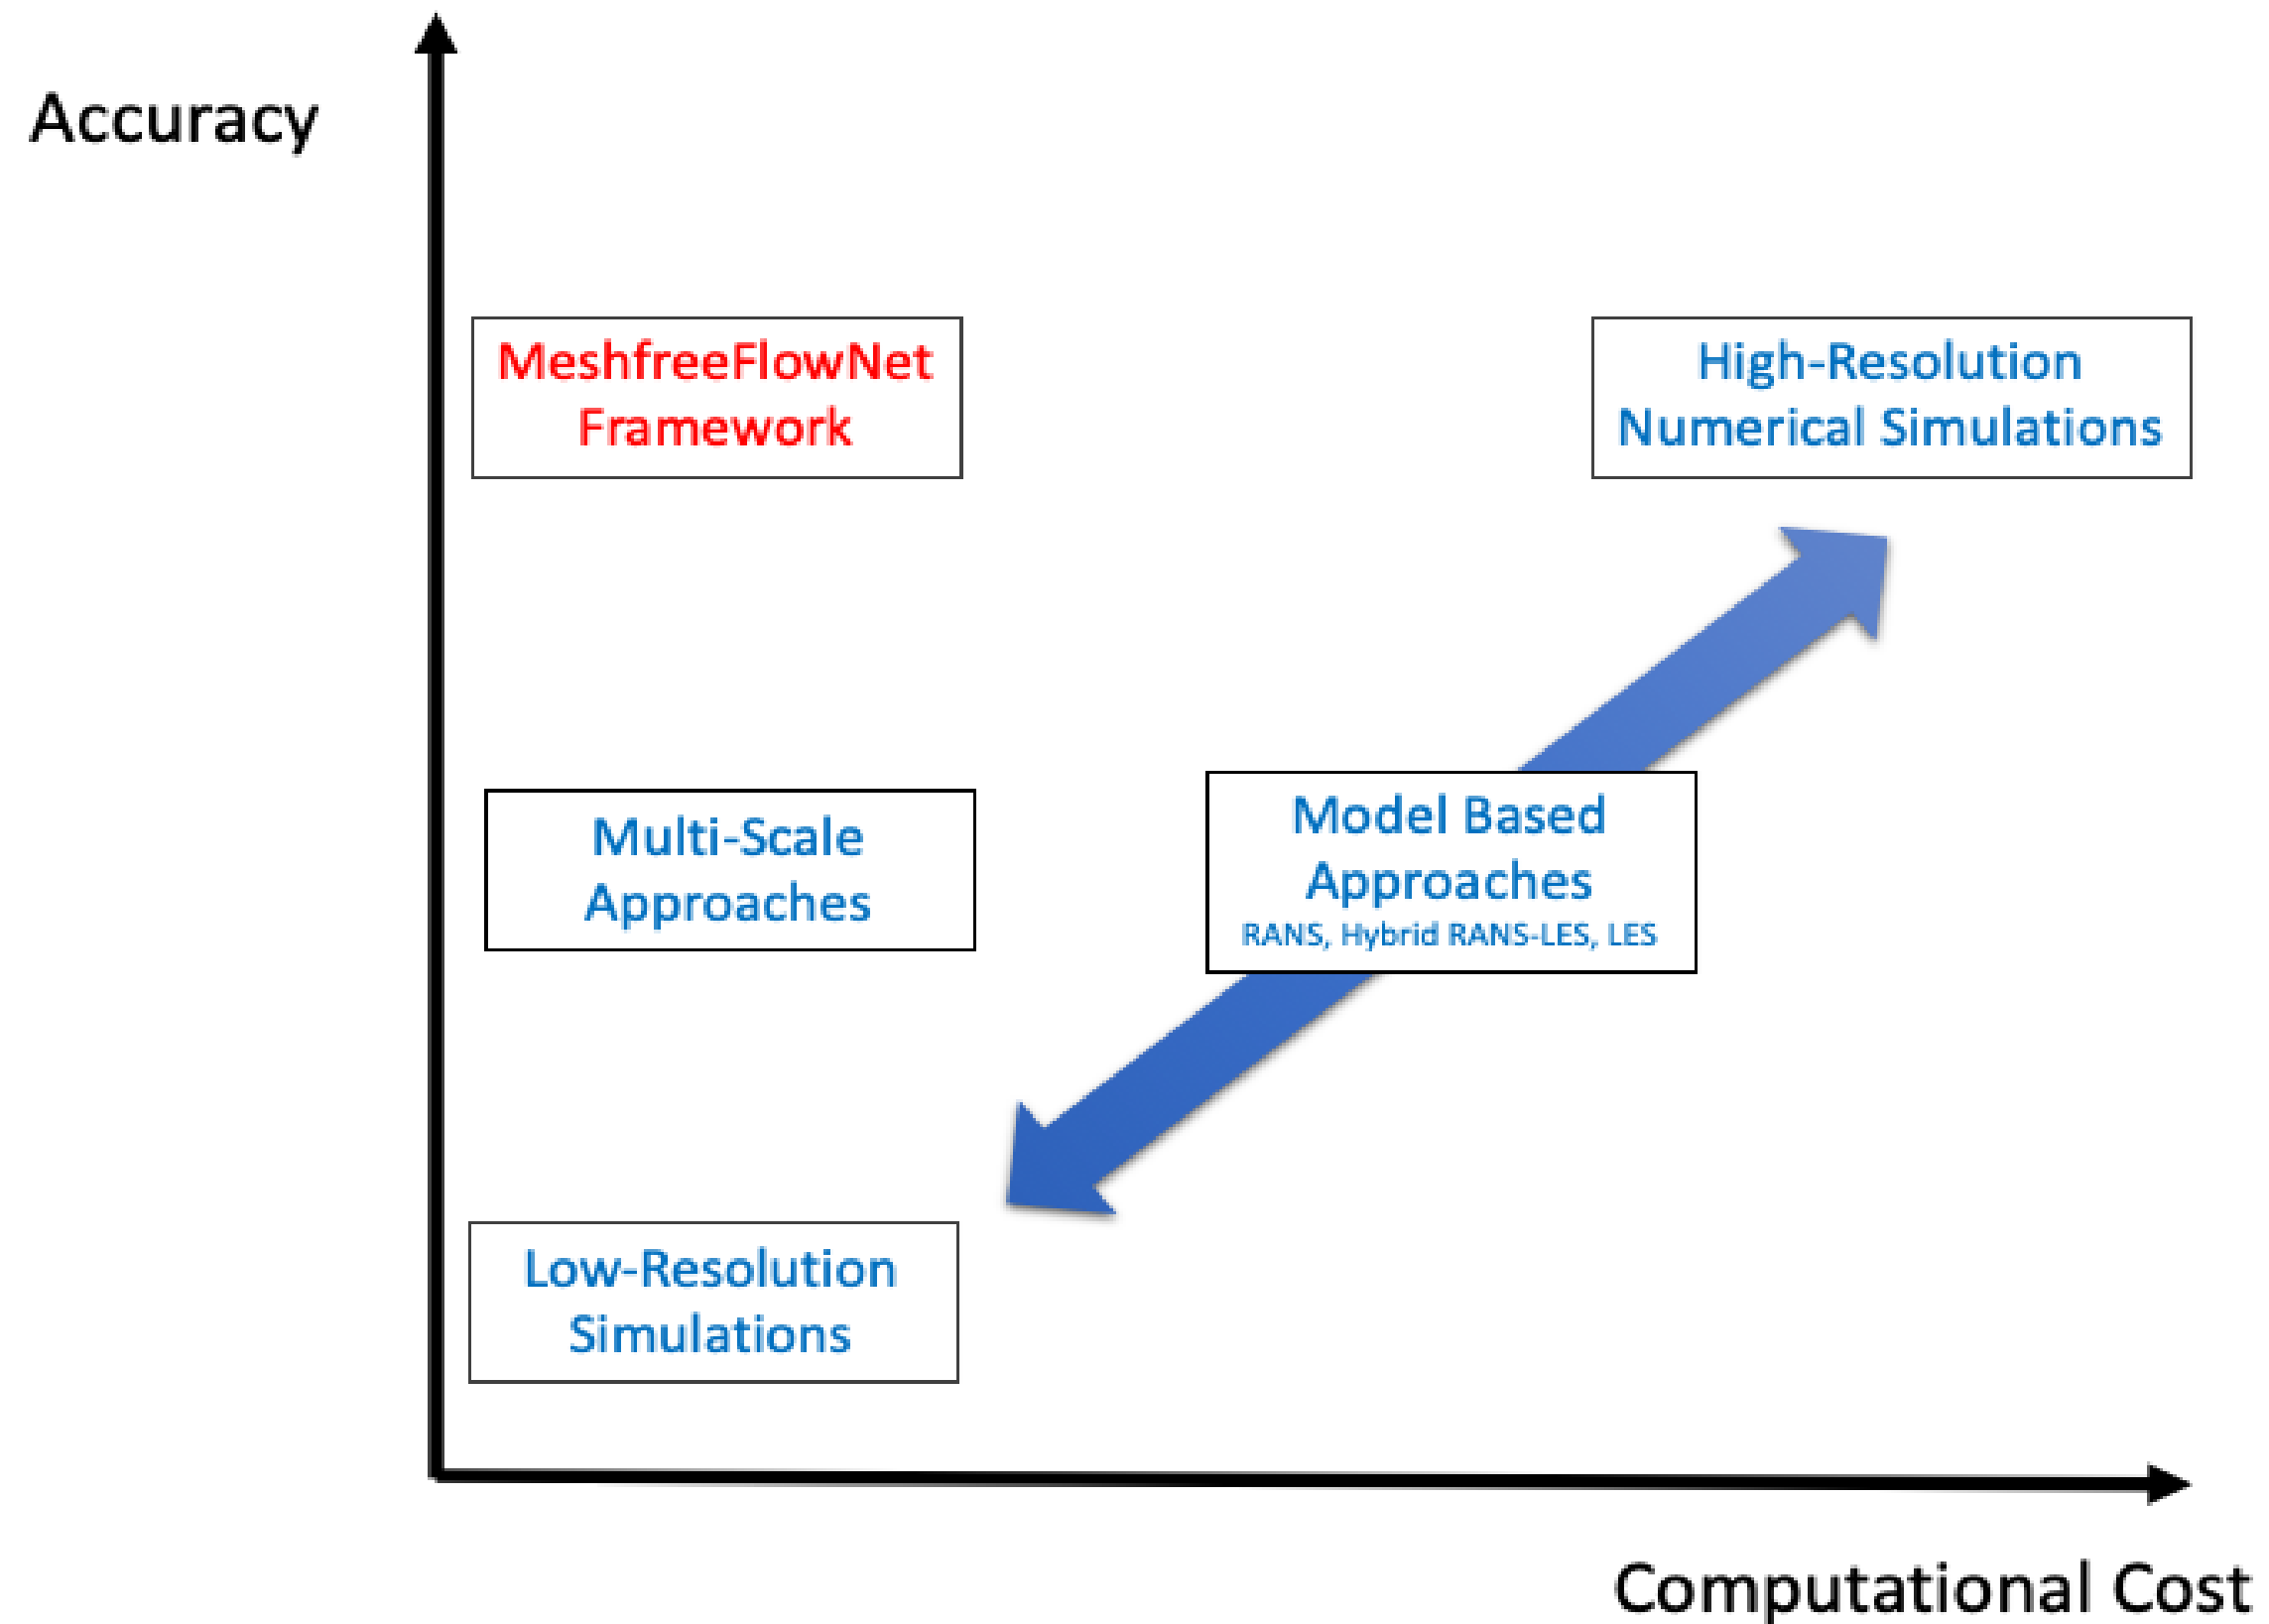 Accuracy
MeshfreeFlowNet
Framework
High-Resolution
Numerical Simulations
Multi-Scale
Approaches
Model Based
Approaches
RANS, Hybrid RANS-LES, LES
Low-Resolution
Simulations
Computational Cost